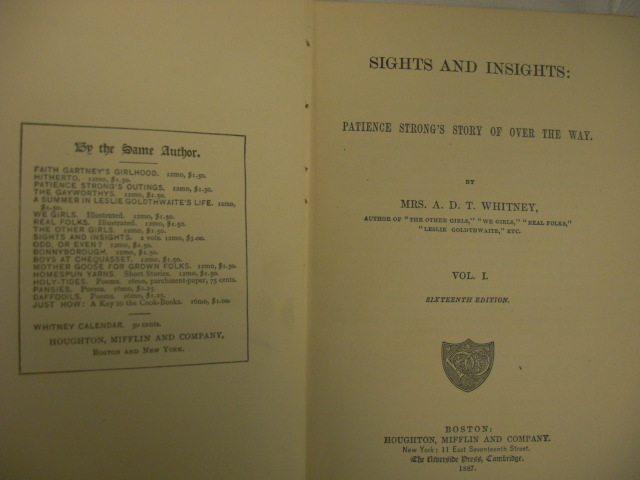 By the Same Author.
FAITH GARTNEY'S GIRLHOOD. 12mo, $1.50.
HITHERTO. 12mo, $1.50.
PATIENCE STRONG'S OUTINGS. 12mo, $1.50.
THE GAYWORTHYS. 12mo, $1.50.
A SUMMER IN LESLIE GOLDTHWAITE'S LIFE. 12mo,
$1.50.
WE GIRLS. Illustrated. 12mo, $1.50.
REAL FOLKS. Illustrated. 12mo, $1.50.
THE OTHER GIRLS. 12mo, $1.50.
SIGHTS AND INSIGHTS. 2 vols. 12mo, $3.00.
ODD, OR EVEN? 12mo, $1.50.
BONNYBOROUGH. 12mo, $1.50.
BOYS AT CHEQUASSET. 12mo, $1.50.
MOTHER GOOSE FOR GROWN FOLKS. 12mo, $1.50.
HOMESPUN YARNS. Short Stories. 12mo, $1.50.
HOLY-TIDES. Poems. 16mo, parchment-paper, 75 cents.
PANSIES. Poems. 16mo, $1.25.
DAFFODILS. Poems. 16mo, $1.25.
JUST HOW: A Key to the Cook-Books. 16mo, $1.00.
WHITNEY CALENDAR. 50 cents.
HOUGHTON, MIFFLIN AND COMPANY,
BOSTON AND NEW YORK.
SIGHTS AND INSIGHTS:
PATIENCE STRONG'S STORY OF OVER THE WAY.
BY
MRS. A. D. T. WHITNEY,
AUTHOR OF "THE OTHER GIRLS," "WE GIRLS," "REAL FOLKS,"
"LESLIE GOLDTHWAITE," ETC.
VOL. I.
SIXTEENTH EDITION.
BOSTON:
HOUGHTON, MIFFLIN AND COMPANY.
New York: 11 East Seventeenth Street.
The Riverside Press, Cambridge.
1887.